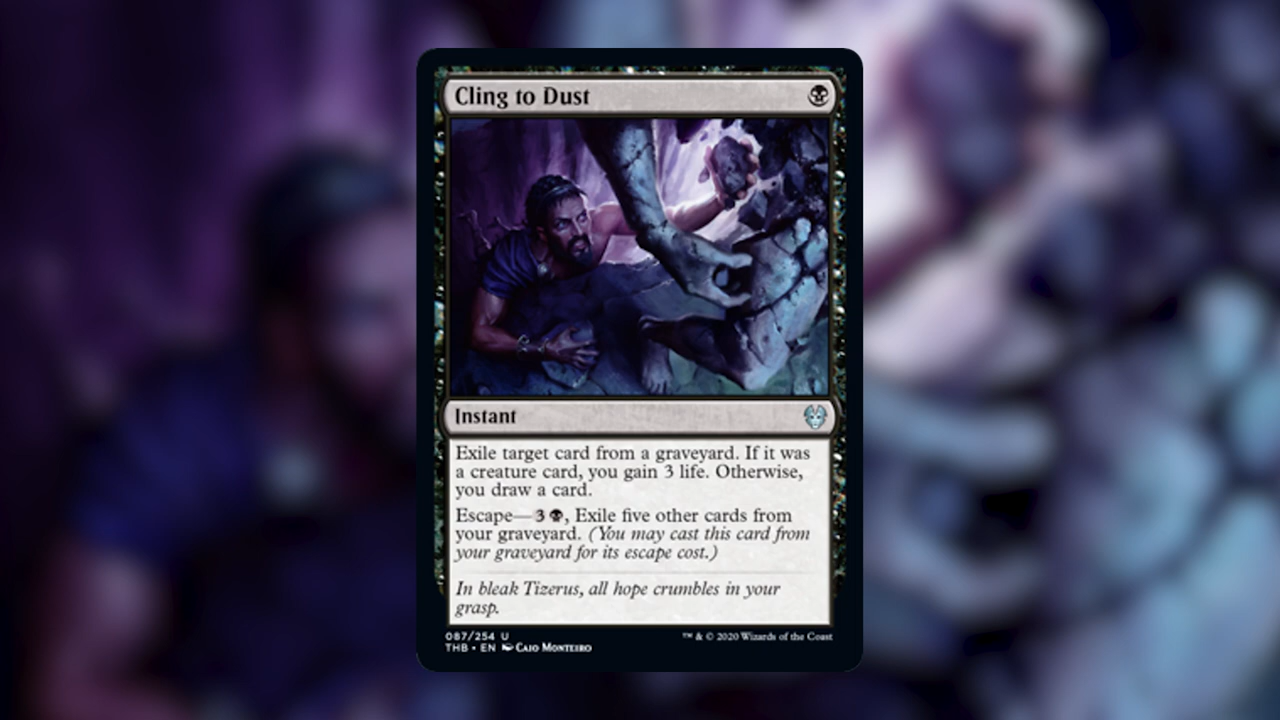 Cling to Dust
Instant
Exile target card from a graveyard. If it was
a creature card, you gain 3 life. Otherwise,
you draw a card.
Escape—3, Exile five other cards from
your graveyard. (You may cast this card from
your graveyard for its escape cost.)
In bleak Tizerus, all hope crumbles in your
grasp.
087/254 U
™ & © 2020 Wizards of the Coast
THB • EN Caio Monteiro